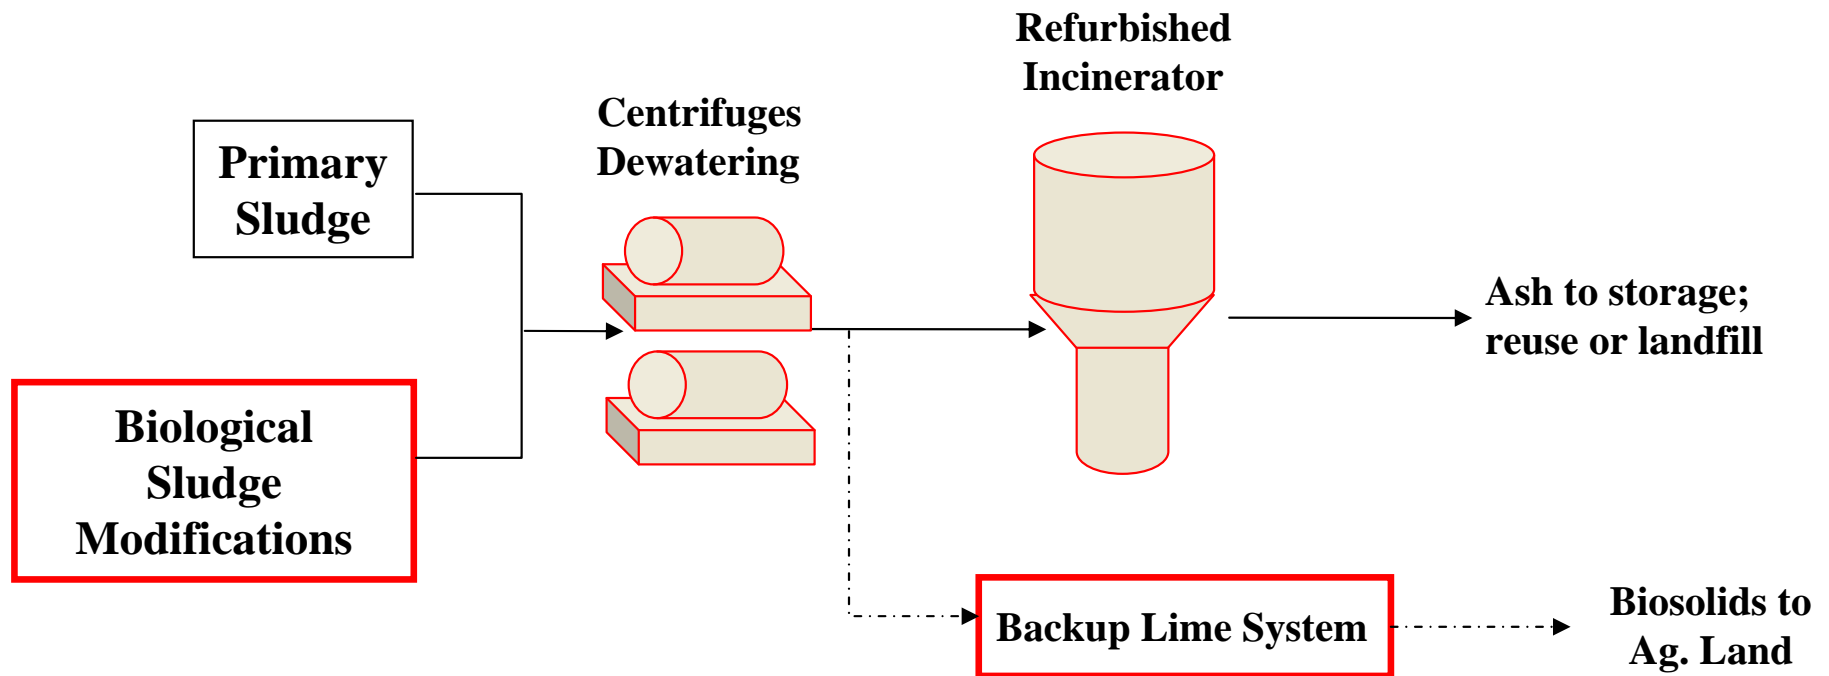 Refurbished
Incinerator
Centrifuges
Dewatering
Primary
Sludge
Ash to storage;
reuse or landfill
Biological
Sludge
Modifications
Backup Lime System
Biosolids to
Ag. Land